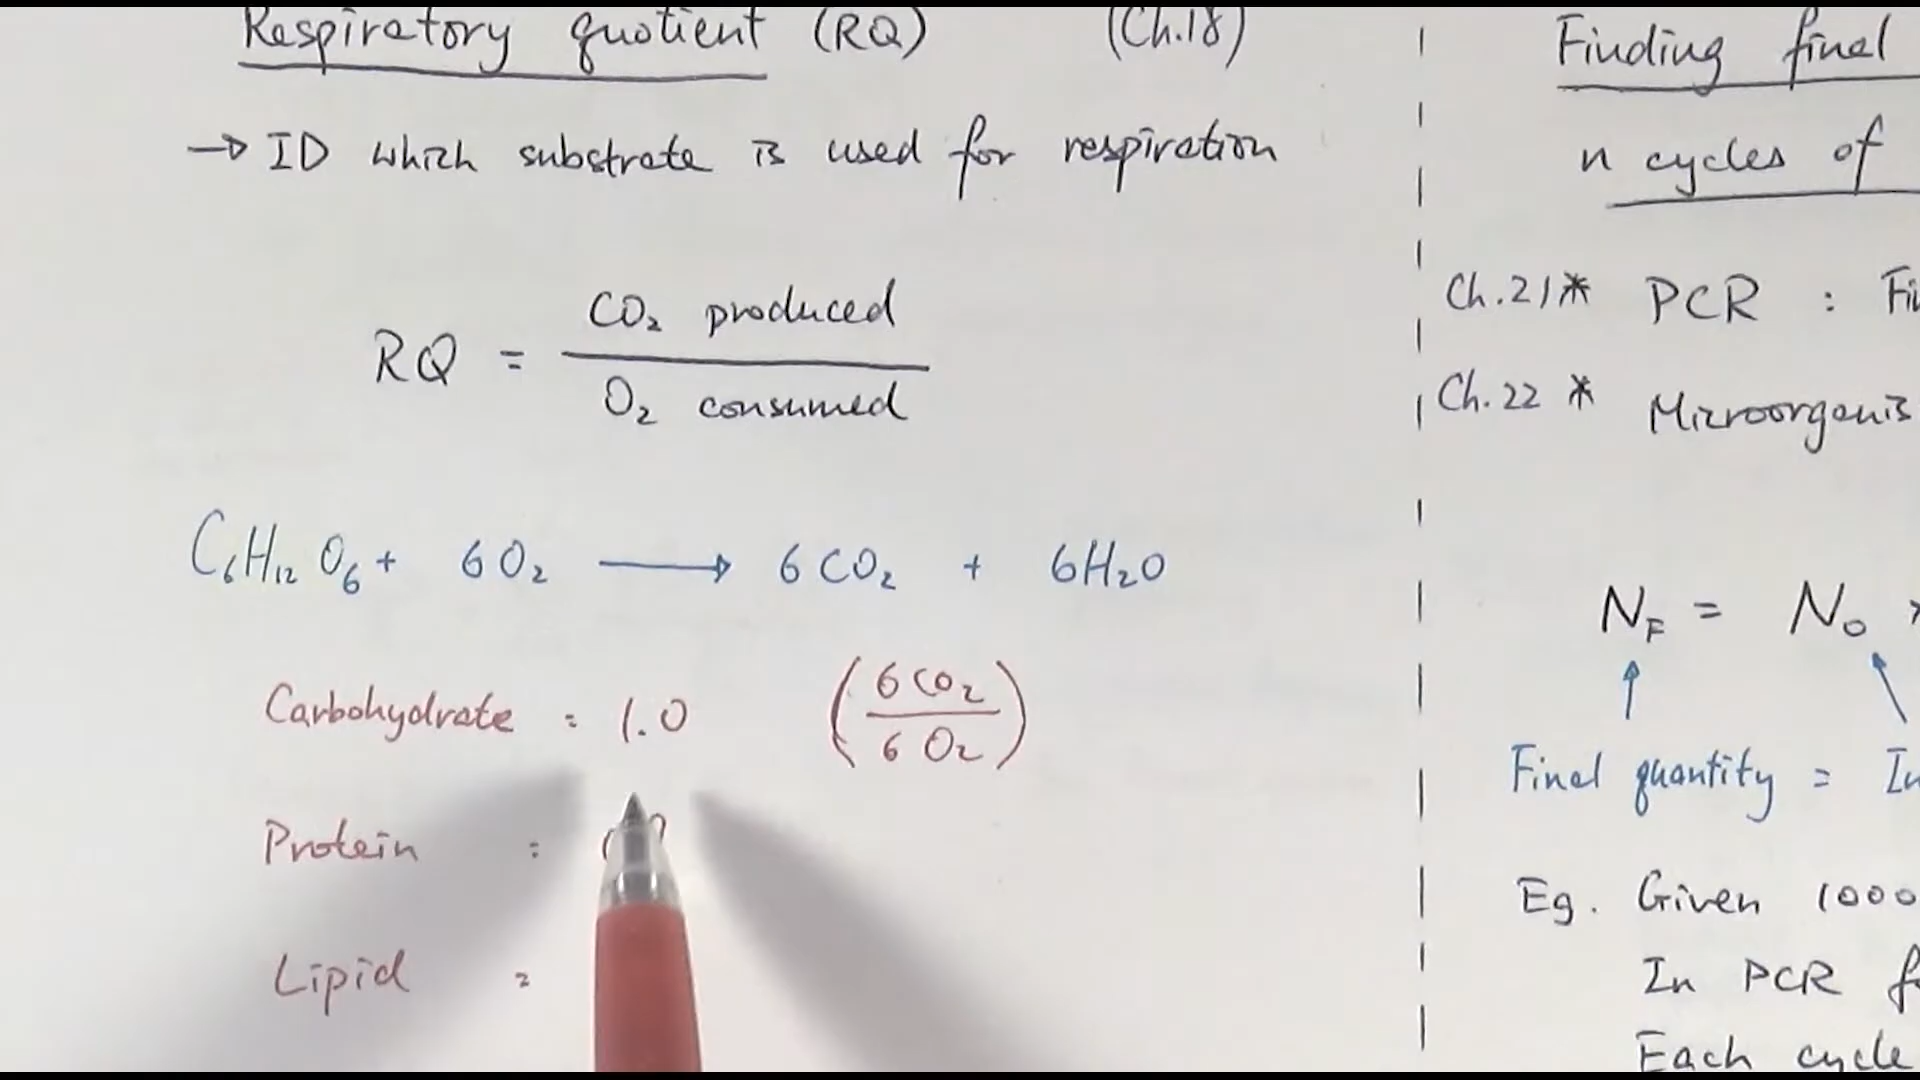 Respiratory quotient (RQ) (Ch.18)
→ ID which substrate is used for respiration
RQ = CO₂ produced
O₂ consumed
C₆H₁₂O₆ + 6O₂ ⟶ 6CO₂ + 6H₂O
Carbohydrate = 1.0 (6CO₂
6O₂)
Protein =
Lipid =
Finding final
n cycles of
Ch.21* PCR :
Ch.22 *
N_F = N₀
Final quantity =
Eg. Given 1000
In PCR
Each cycle